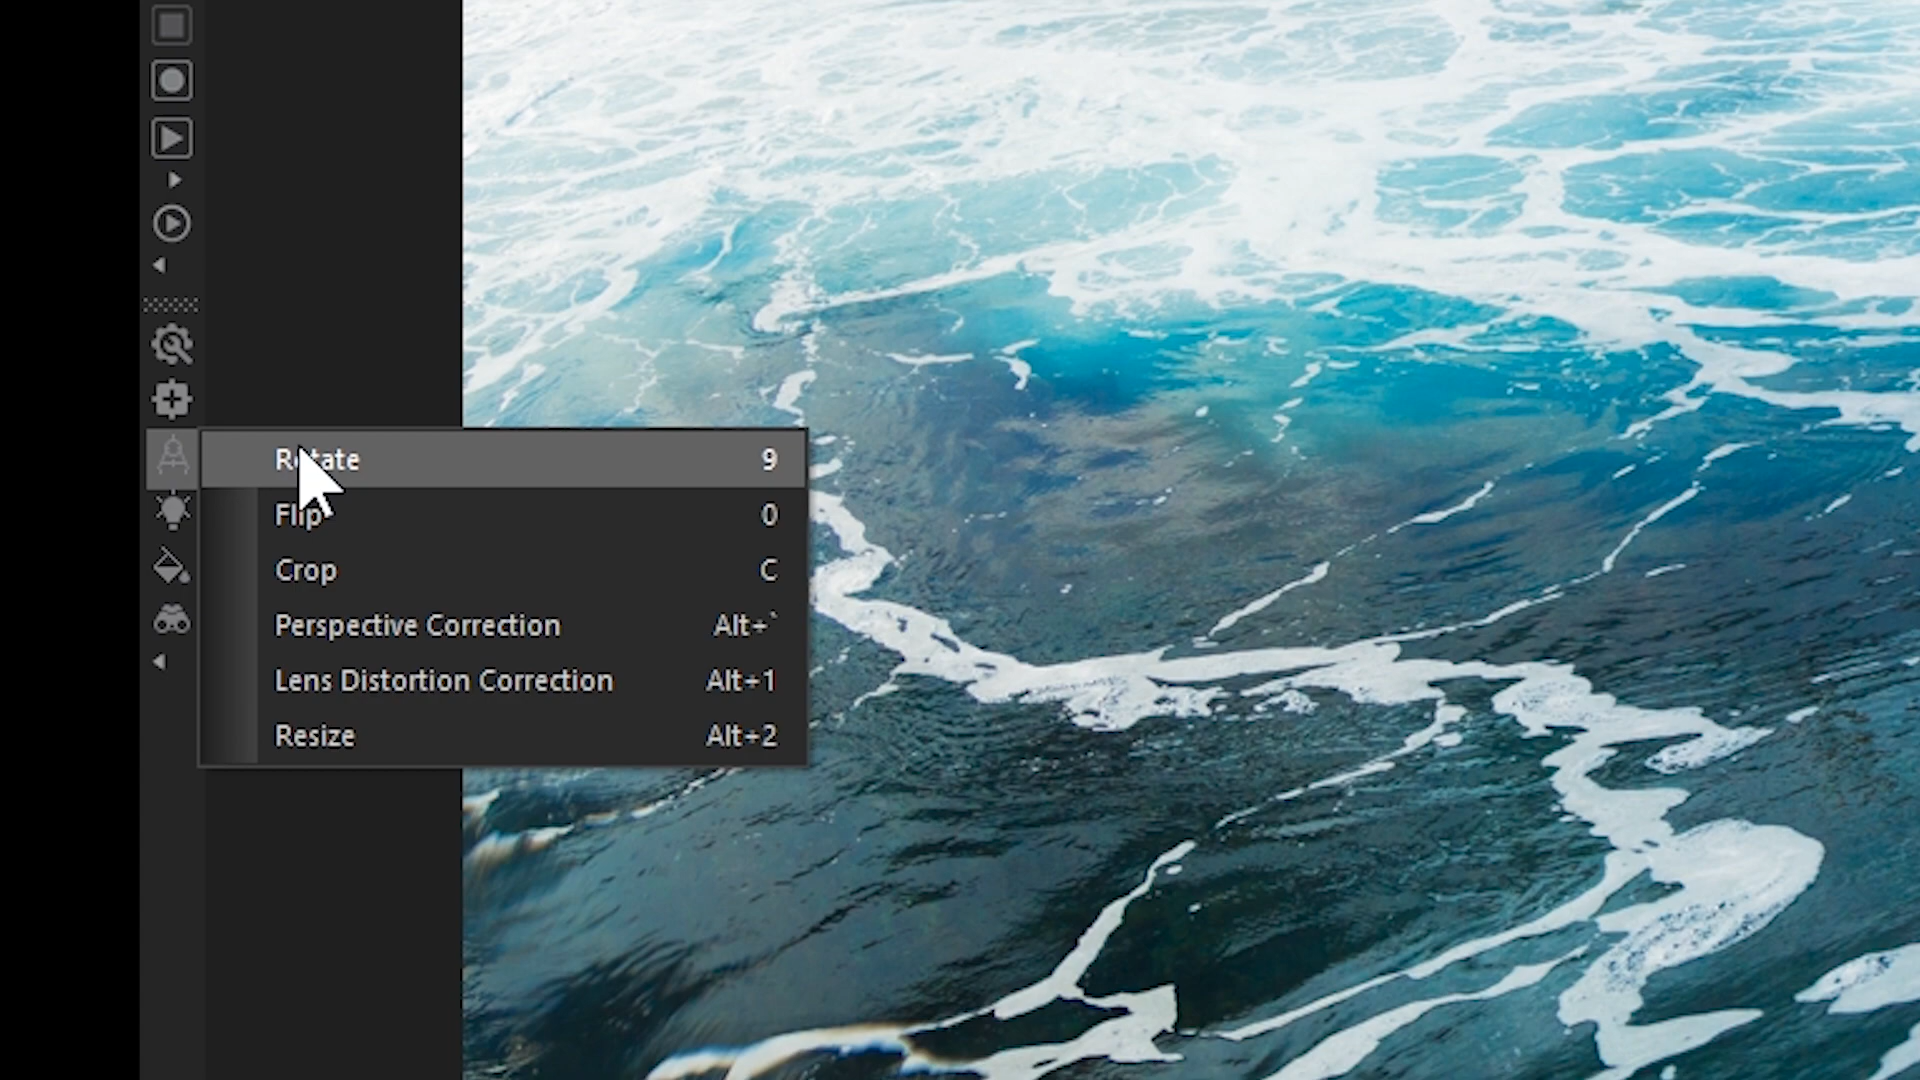 Rotate 9
Flip 0
Crop C
Perspective Correction Alt+`
Lens Distortion Correction Alt+1
Resize Alt+2